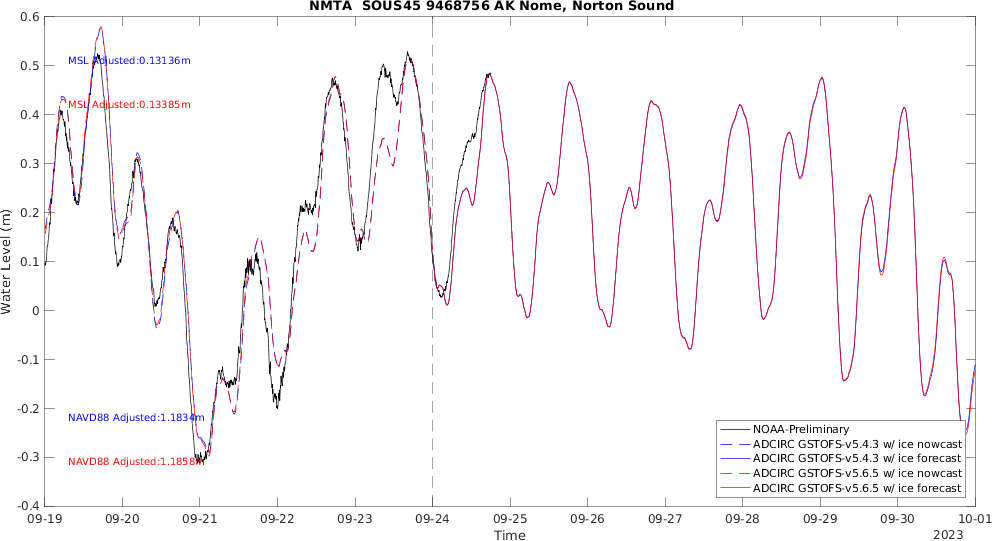 NMTA  SOUS45 9468756 AK Nome, Norton Sound
0.6
0.5
0.4
0.3
0.2
0.1
0
-0.1
-0.2
-0.3
-0.4
Water Level (m)
MSL Adjusted:0.13136m
MSL Adjusted:0.13385m
NAVD88 Adjusted:1.1834m
NAVD88 Adjusted:1.1858m
NOAA-Preliminary
ADCIRC GSTOFS-v5.4.3 w/ ice nowcast
ADCIRC GSTOFS-v5.4.3 w/ ice forecast
ADCIRC GSTOFS-v5.6.5 w/ ice nowcast
ADCIRC GSTOFS-v5.6.5 w/ ice forecast
09-19 09-20 09-21 09-22 09-23 09-24 09-25 09-26 09-27 09-28 09-29 09-30 10-01
Time
2023